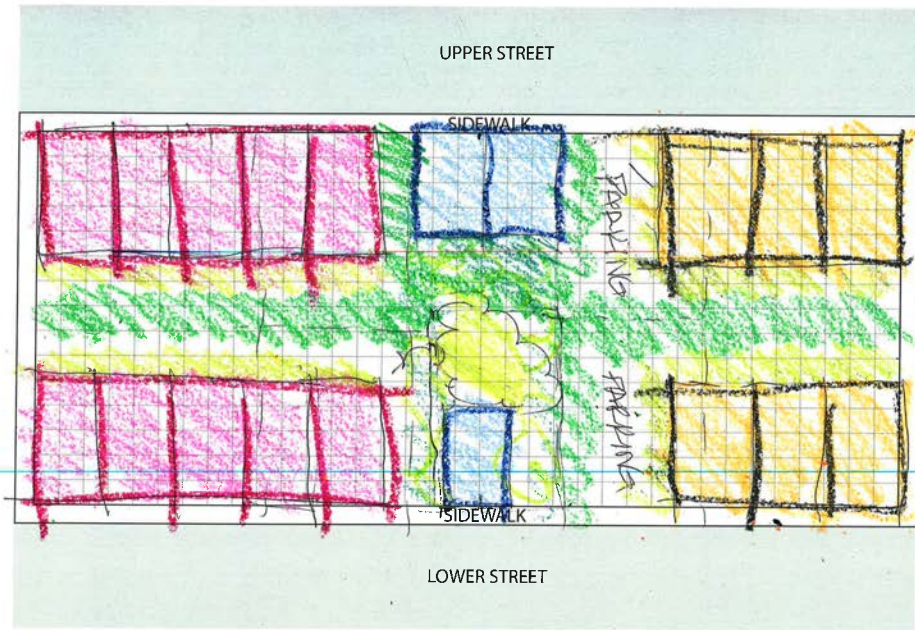 UPPER STREET
SIDEWALK
PARKING
PARKING
SIDEWALK
LOWER STREET